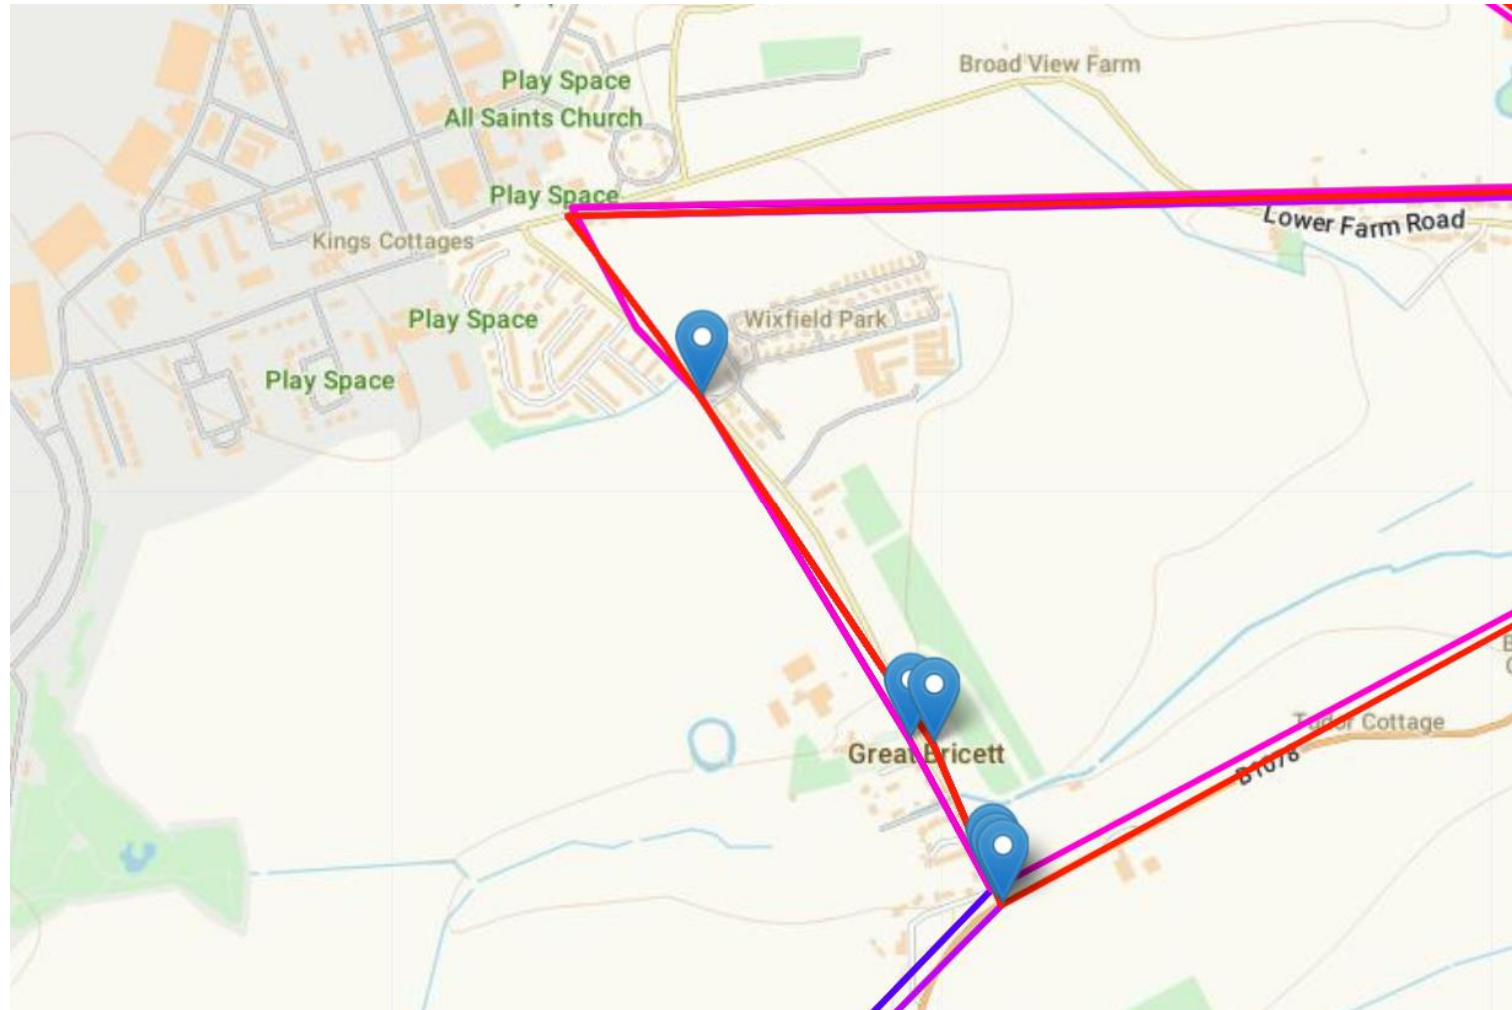 Play Space
Broad View Farm
All Saints Church
Play Space
Kings Cottages
Lower Farm Road
Play Space
Wixfield Park
Play Space
Tudor Cottage
Great Bricett
B1078